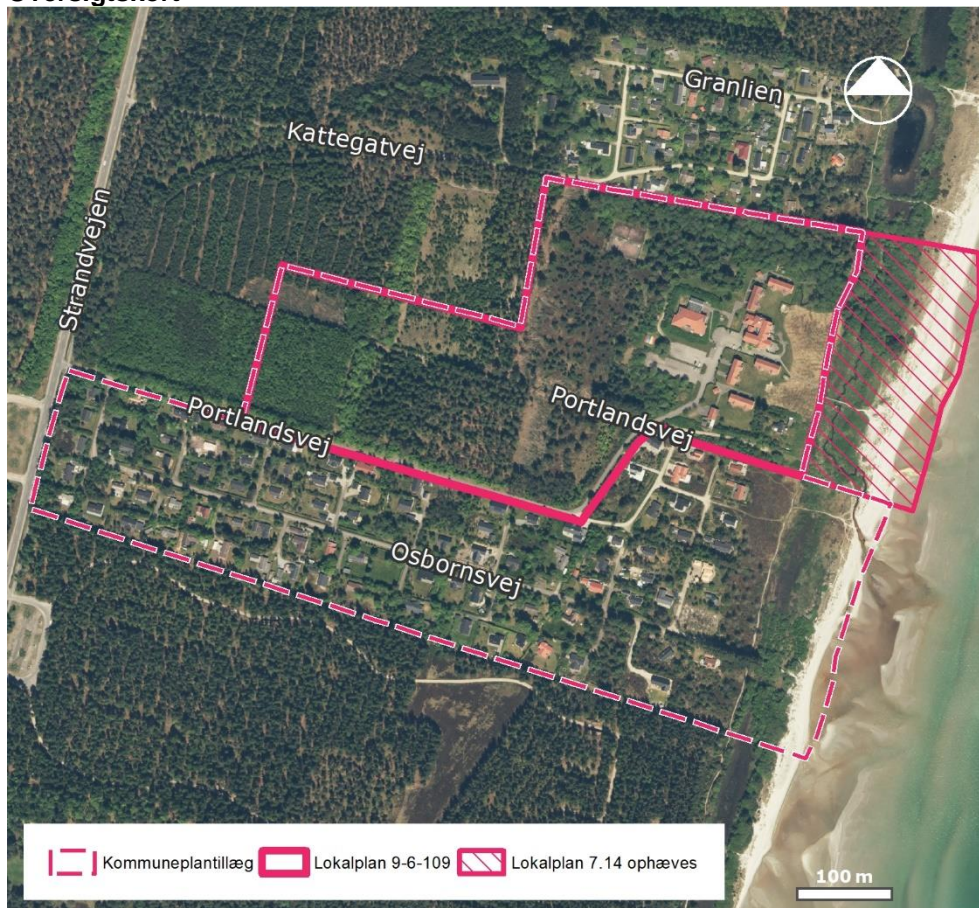 Granlien
Kattegatvej
Strandvejen
Portlandsvej
Portlandsvej
Osbornsvej
Kommuneplantillæg
Lokalplan 9-6-109
Lokalplan 7.14 ophæves
100 m